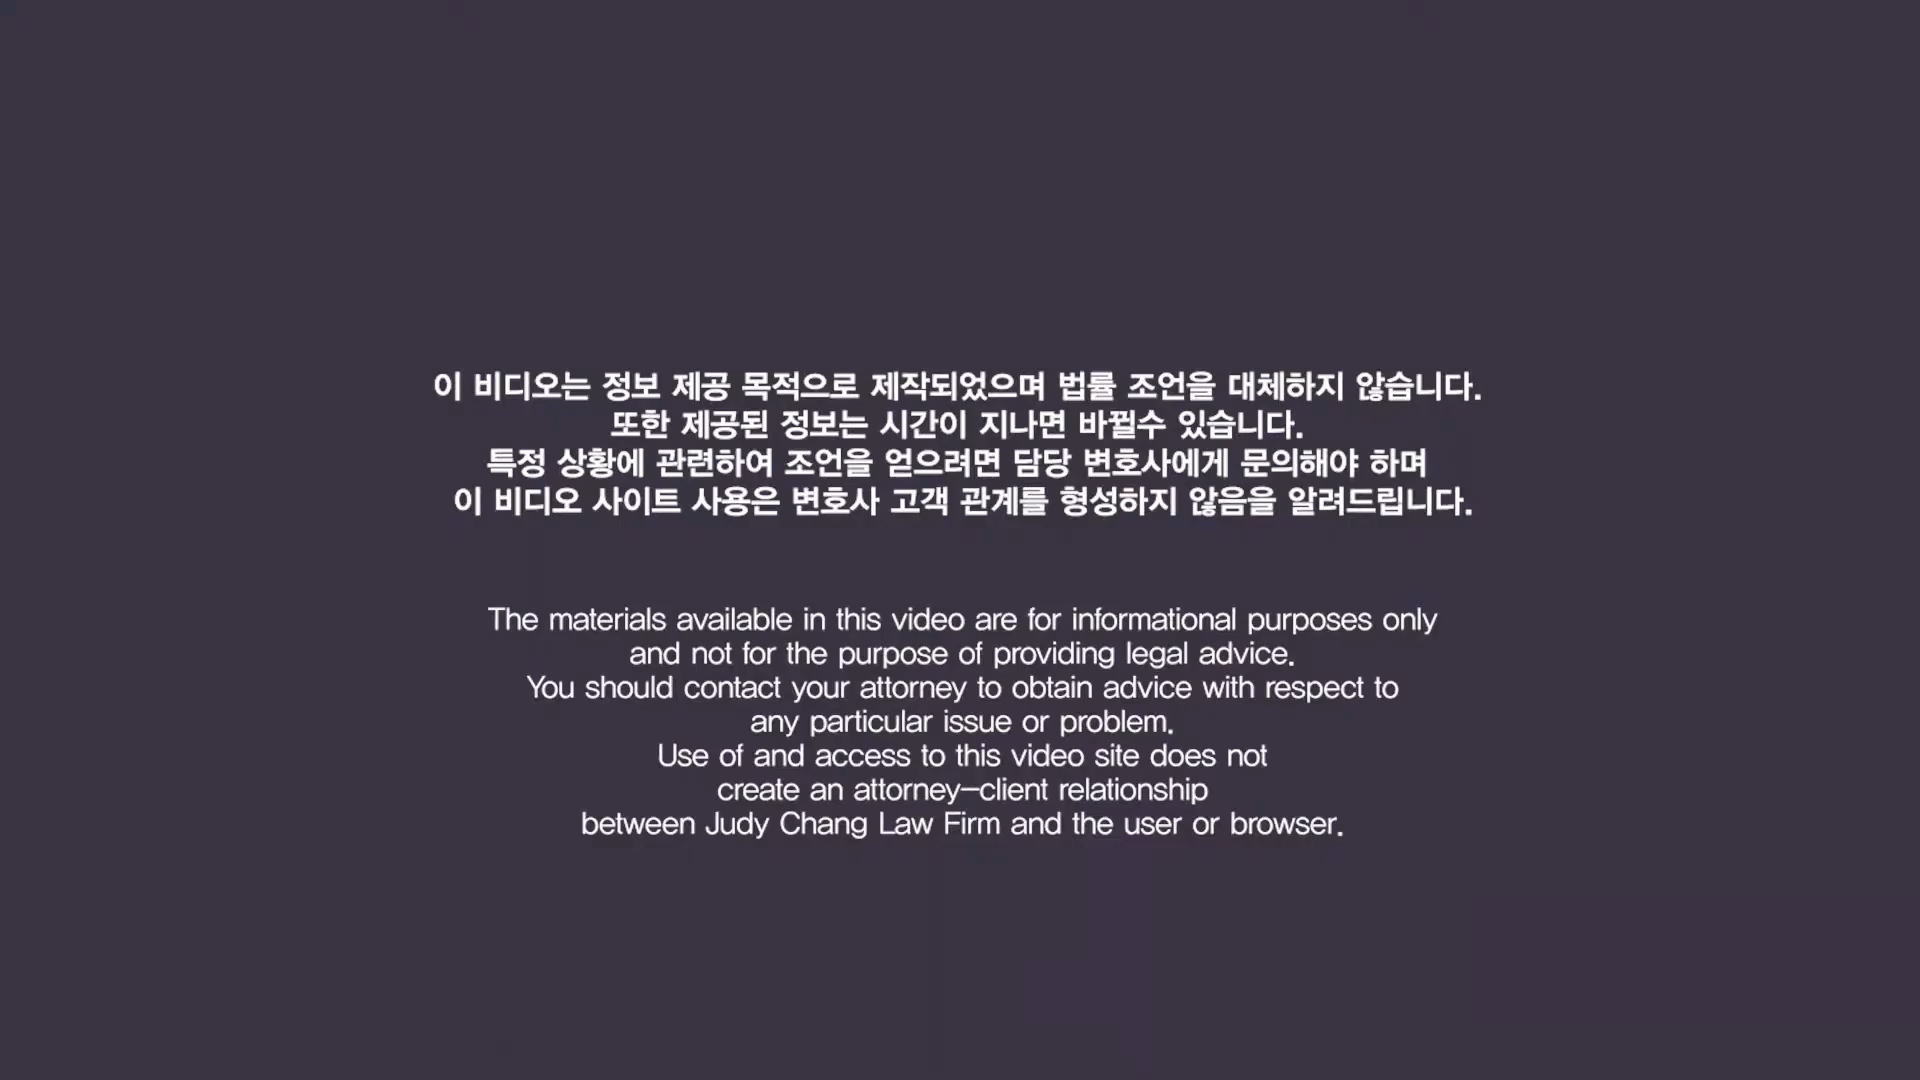 이 비디오는 정보 제공 목적으로 제작되었으며 법률 조언을 대체하지 않습니다.
또한 제공된 정보는 시간이 지나면 바뀔수 있습니다.
특정 상황에 관련하여 조언을 얻으려면 담당 변호사에게 문의해야 하며
이 비디오 사이트 사용은 변호사 고객 관계를 형성하지 않음을 알려드립니다.
The materials available in this video are for informational purposes only
and not for the purpose of providing legal advice.
You should contact your attorney to obtain advice with respect to
any particular issue or problem.
Use of and access to this video site does not
create an attorney-client relationship
between Judy Chang Law Firm and the user or browser.